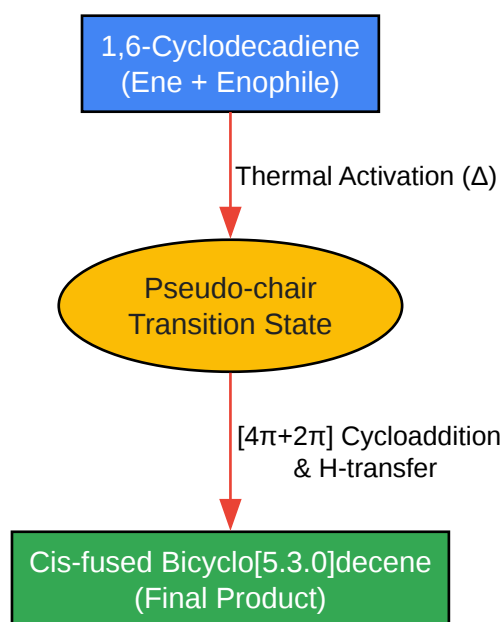 1,6-Cyclodecadiene
(Ene + Enophile)
Thermal Activation (Δ)
Pseudo-chair
Transition State
[4π+2π] Cycloaddition
& H-transfer
Cis-fused Bicyclo[5.3.0]decene
(Final Product)